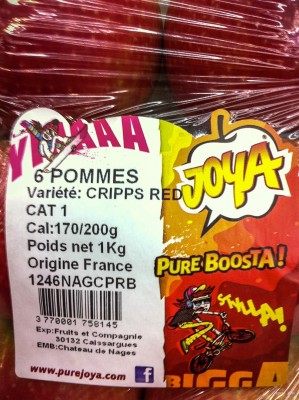 YAAAA
6 POMMES
Variété: CRIPPS RED
CAT 1
Cal:170/200g
Poids net 1Kg
Origine France
1246NAGCPRB
3 770001 758145
Exp:Fruits et Compagnie
30132 Caissargues
EMB:Chateau de Nages
www.purejoya.com
f
JOYA
PURE BOOSTA!
BIGGA